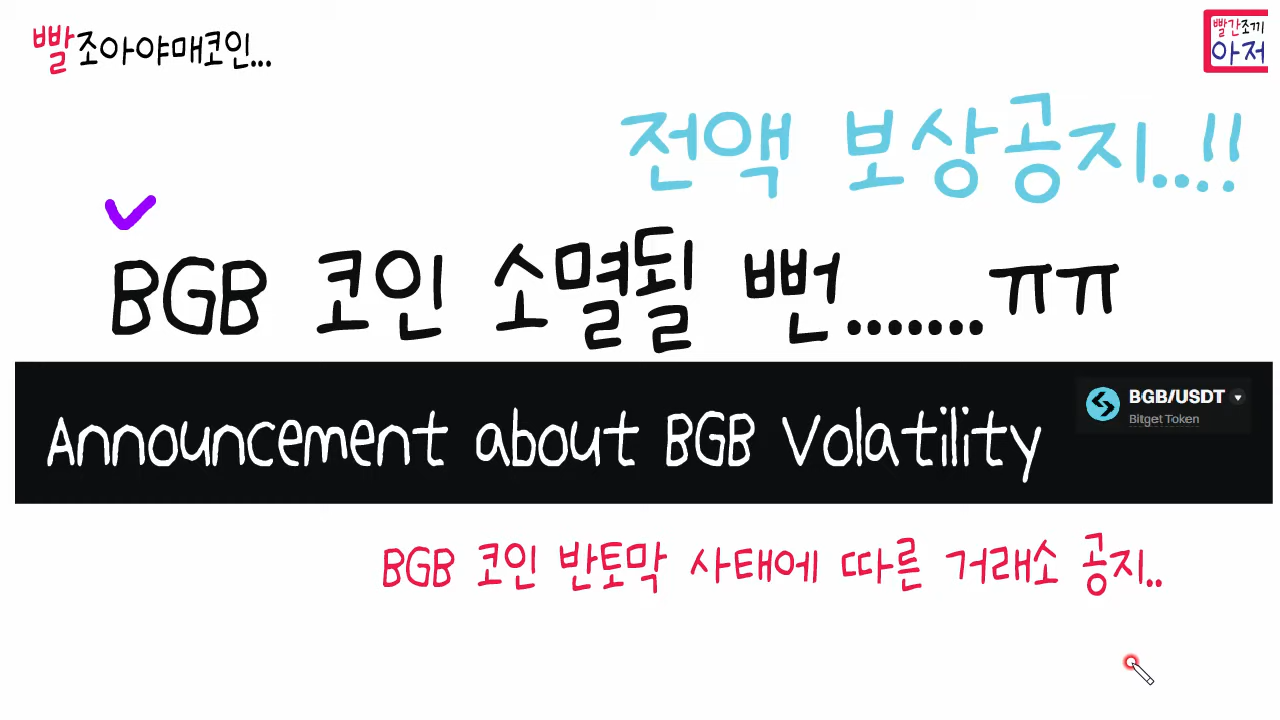 빨조아야매코인...
빨간조끼
아저
전액 보상공지..!!
BGB 코인 소멸될 뻔.......ㅠㅠ
Announcement about BGB Volatility
BGB/USDT
Bitget Token
BGB 코인 반토막 사태에 따른 거래소 공지..